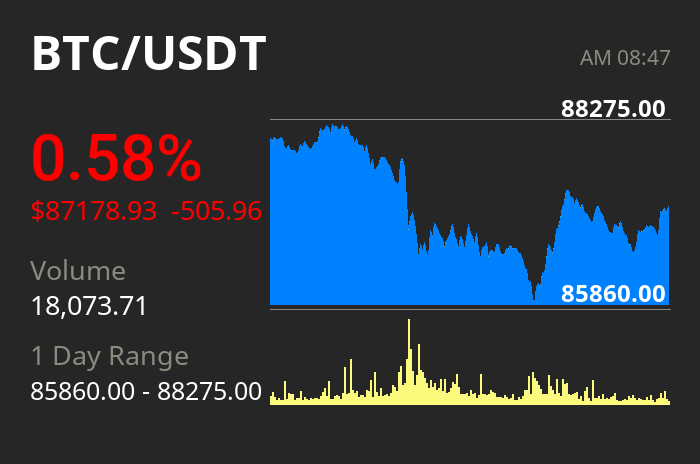 BTC/USDT
AM 08:47
88275.00
0.58%
$87178.93 -505.96
Volume
18,073.71
85860.00
1 Day Range
85860.00 - 88275.00